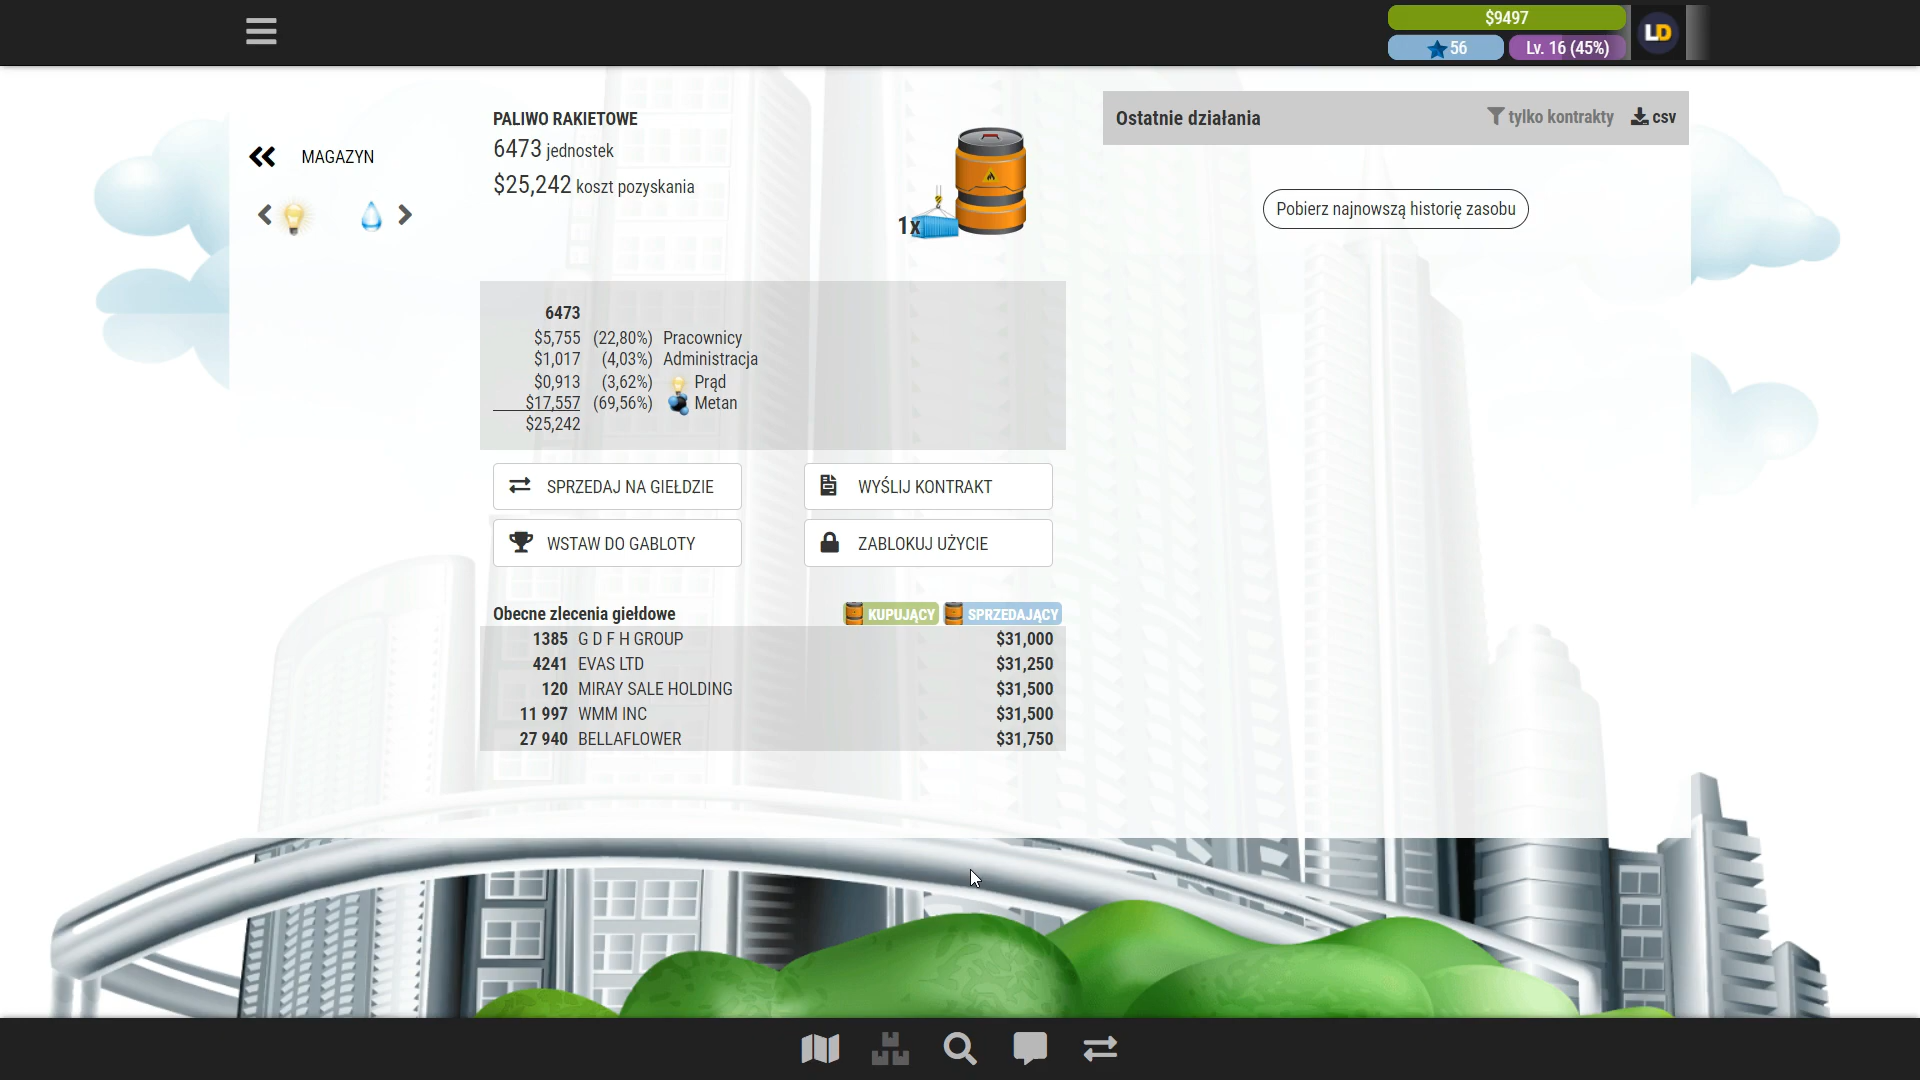 $9497
56
Lv. 16 (45%)
LD
MAGAZYN
PALIWO RAKIETOWE
6473 jednostek
$25,242 koszt pozyskania
1x
Ostatnie działania
tylko kontrakty
csv
Pobierz najnowszą historię zasobu
6473
$5,755 (22,80%) Pracownicy
$1,017 (4,03%) Administracja
$0,913 (3,62%) Prąd
$17,557 (69,56%) Metan
$25,242
SPRZEDAJ NA GIEŁDZIE
WYŚLIJ KONTRAKT
WSTAW DO GABLOTY
ZABLOKUJ UŻYCIE
Obecne zlecenia giełdowe
KUPUJĄCY
SPRZEDAJĄCY
1385 G D F H GROUP $31,000
4241 EVAS LTD $31,250
120 MIRAY SALE HOLDING $31,500
11 997 WMM INC $31,500
27 940 BELLAFLOWER $31,750